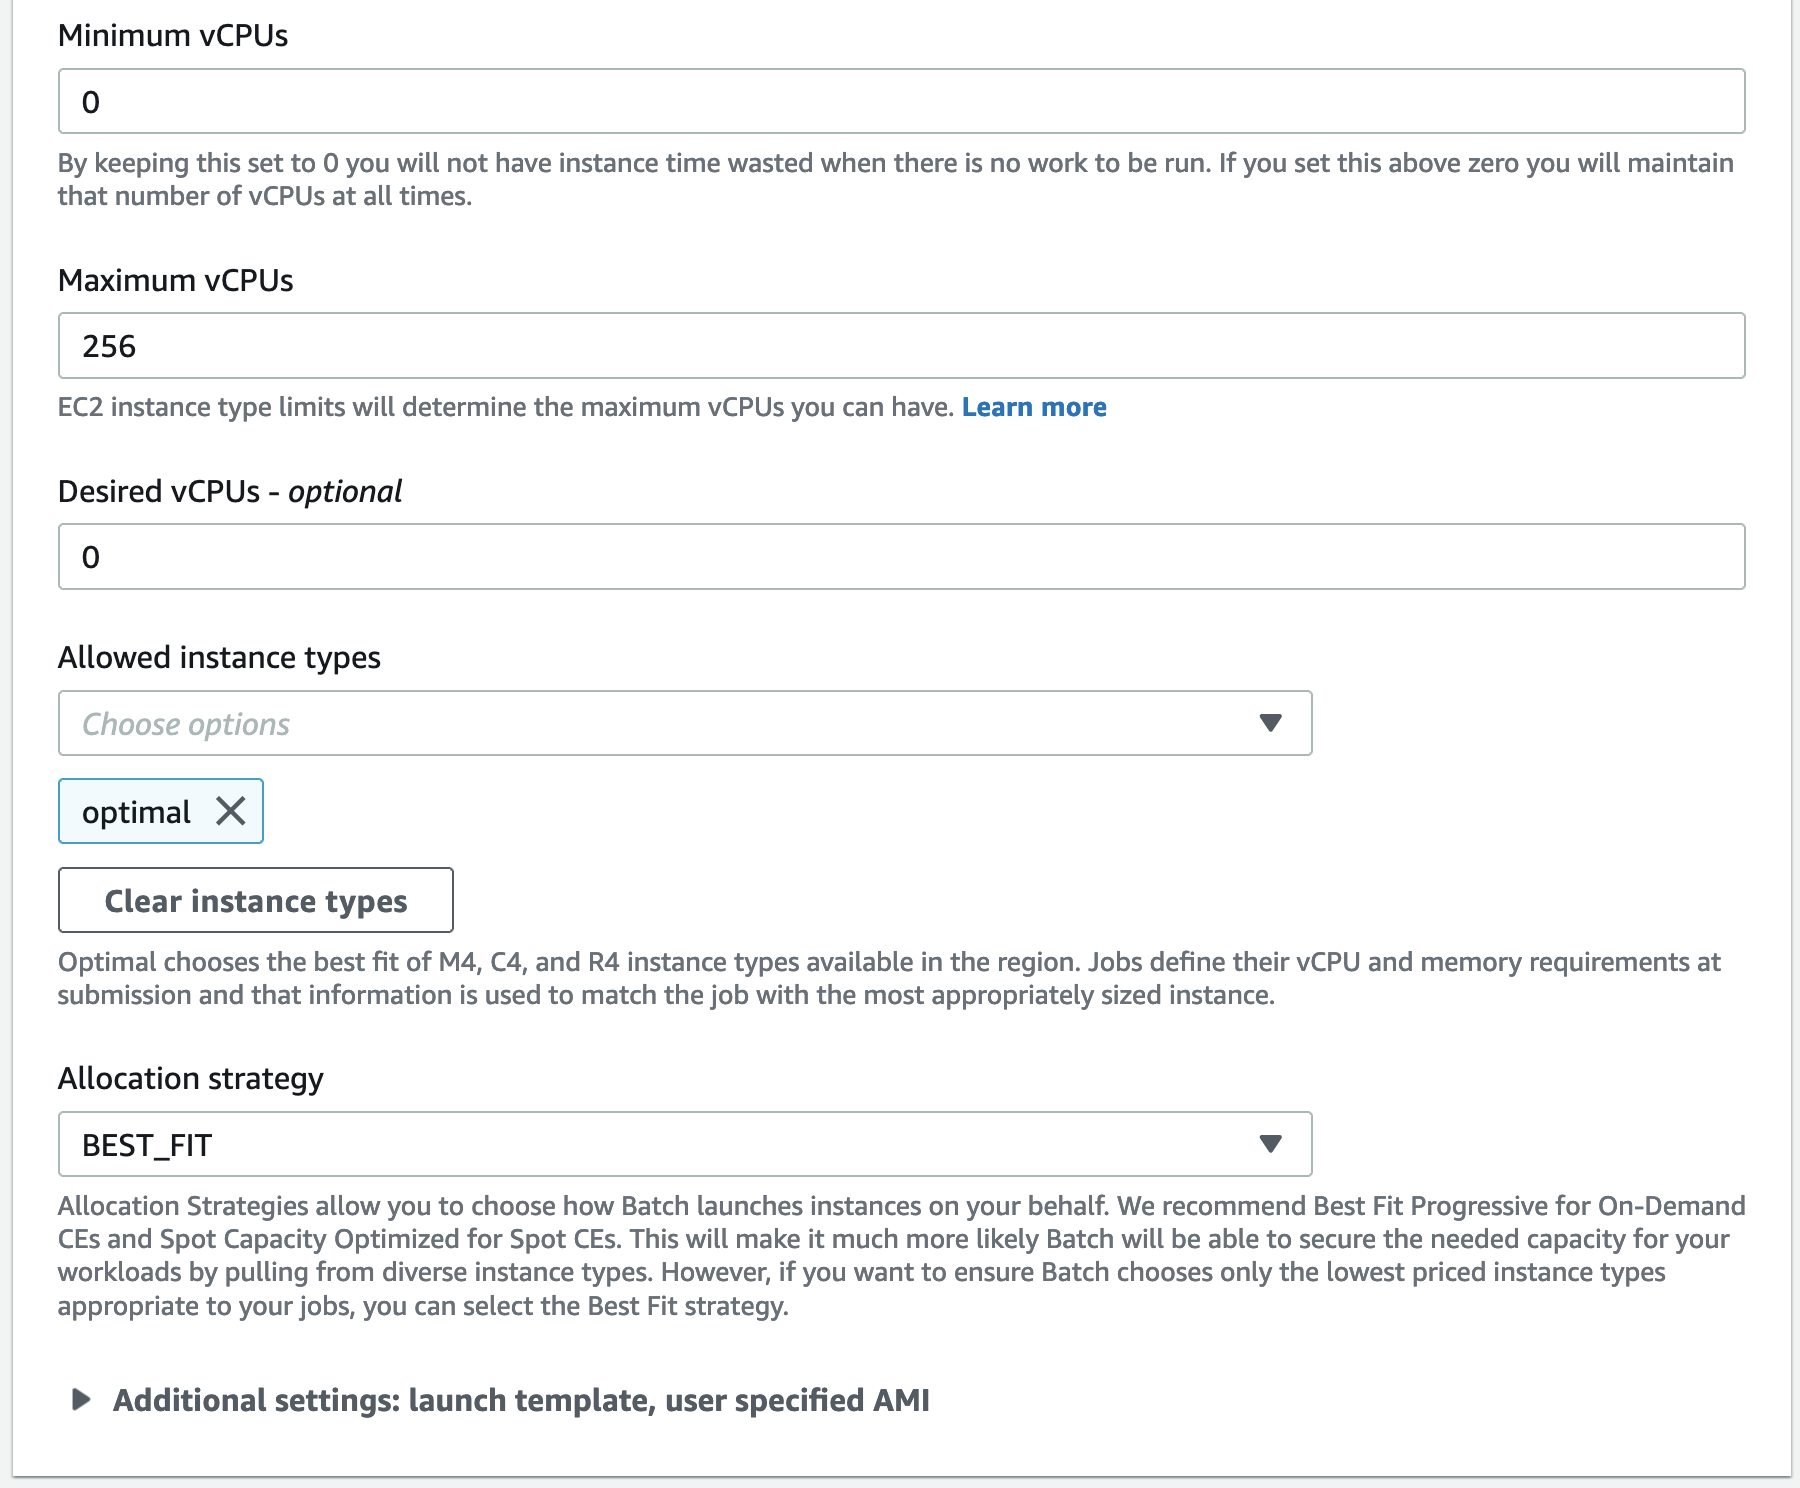 Minimum vCPUs
0
By keeping this set to 0 you will not have instance time wasted when there is no work to be run. If you set this above zero you will maintain
that number of vCPUs at all times.
Maximum vCPUs
256
EC2 instance type limits will determine the maximum vCPUs you can have. Learn more
Desired vCPUs - optional
0
Allowed instance types
Choose options
optimal
Clear instance types
Optimal chooses the best fit of M4, C4, and R4 instance types available in the region. Jobs define their vCPU and memory requirements at
submission and that information is used to match the job with the most appropriately sized instance.
Allocation strategy
BEST_FIT
Allocation Strategies allow you to choose how Batch launches instances on your behalf. We recommend Best Fit Progressive for On-Demand
CEs and Spot Capacity Optimized for Spot CEs. This will make it much more likely Batch will be able to secure the needed capacity for your
workloads by pulling from diverse instance types. However, if you want to ensure Batch chooses only the lowest priced instance types
appropriate to your jobs, you can select the Best Fit strategy.
Additional settings: launch template, user specified AMI